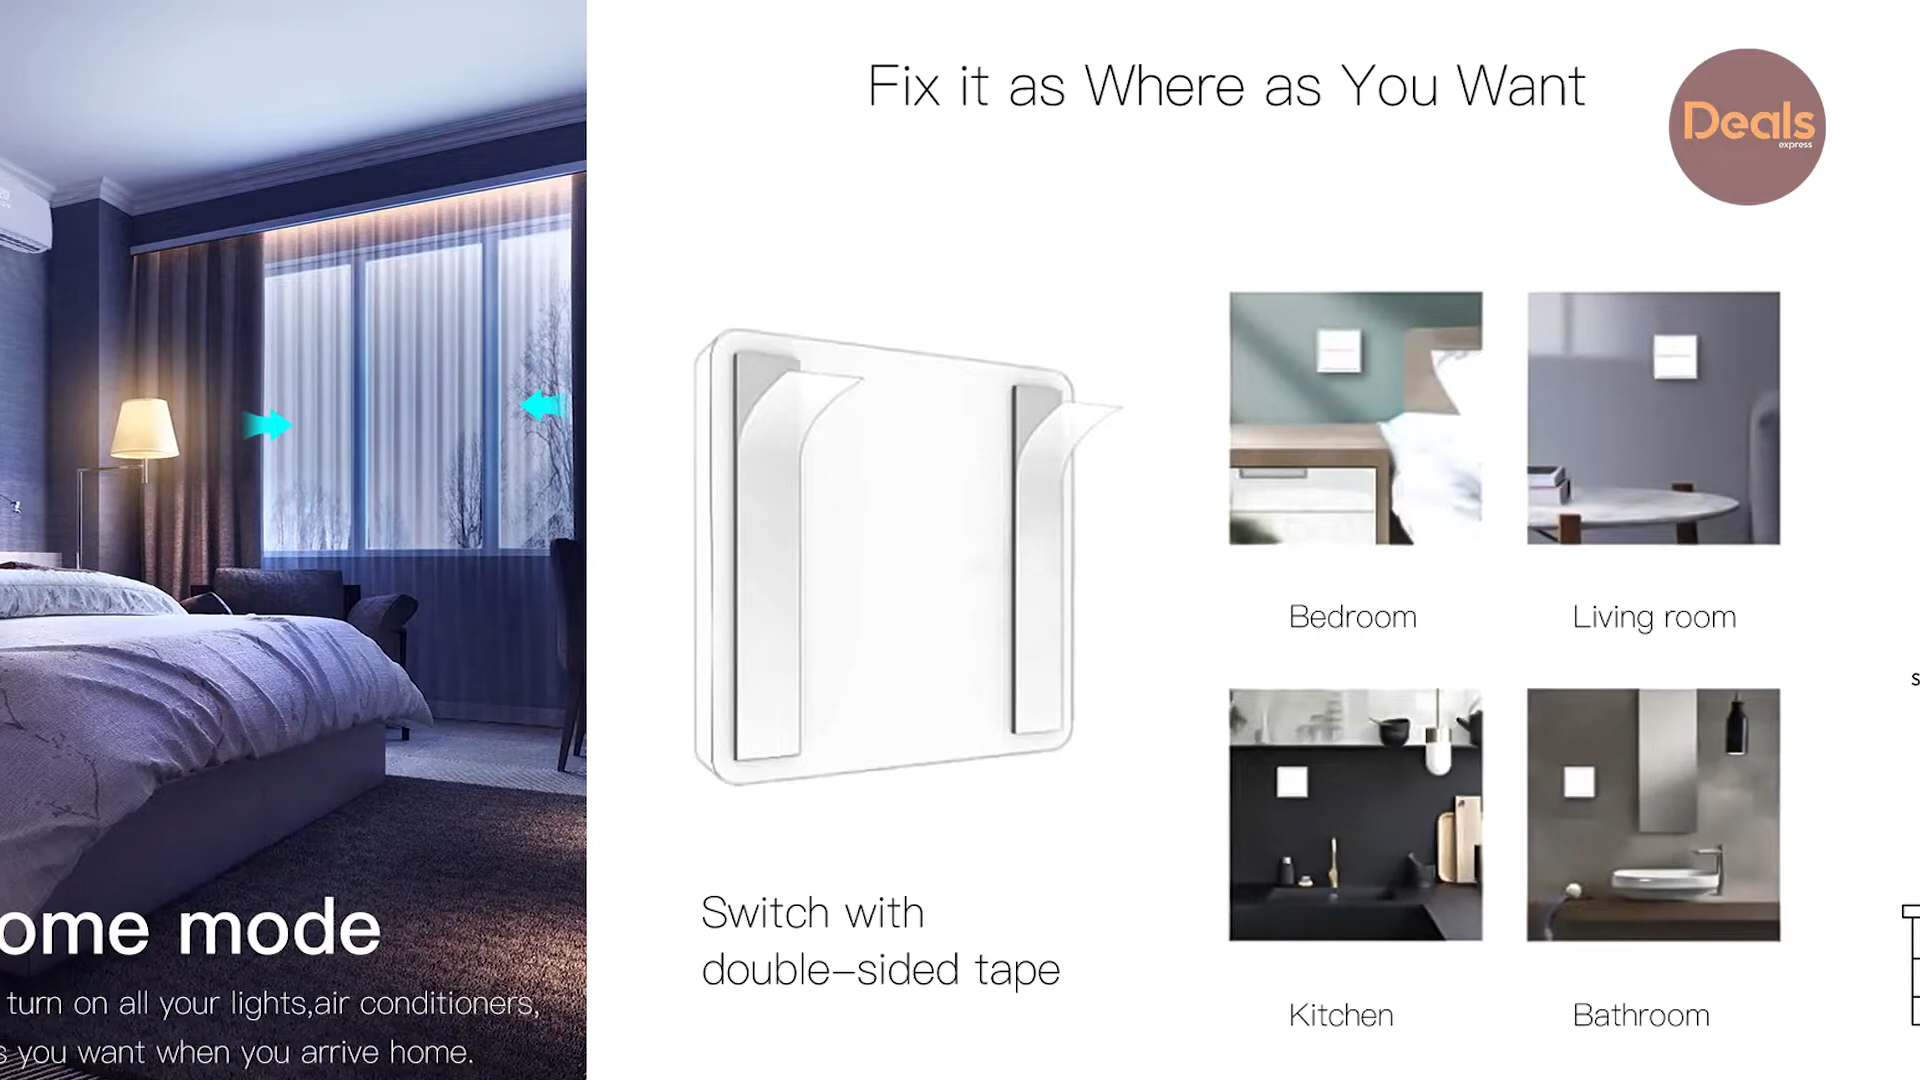 Fix it as Where as You Want
Deals
express
Bedroom
Living room
Switch with
double-sided tape
Kitchen
Bathroom
ome mode
turn on all your lights,air conditioners,
s you want when you arrive home.